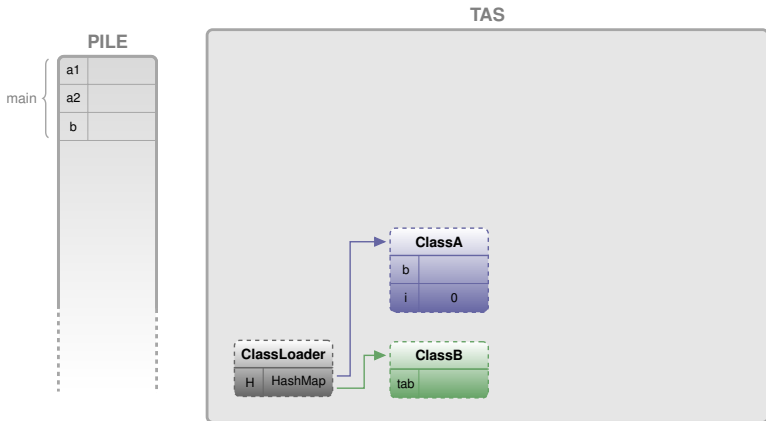 TAS
PILE
a1
a2
b
main
ClassA
b
i 0
ClassLoader
H HashMap
ClassB
tab